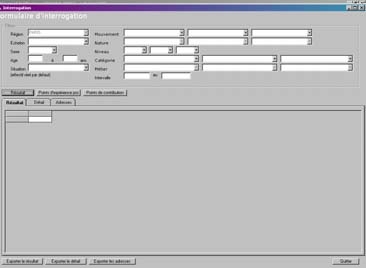 Interrogation
ormulaire d'interrogation
Filtres
Région PARIS Mouvement
Echelon Nature
Sexe Niveau
Age à ans Catégorie
Situation Métier
(effectif réel par défaut) Intervalle au
Résultat Points d'expérience pro Points de contribution
Résultat Détail Adresses
Exporter le résultat Exporter le détail Exporter les adresses Quitter